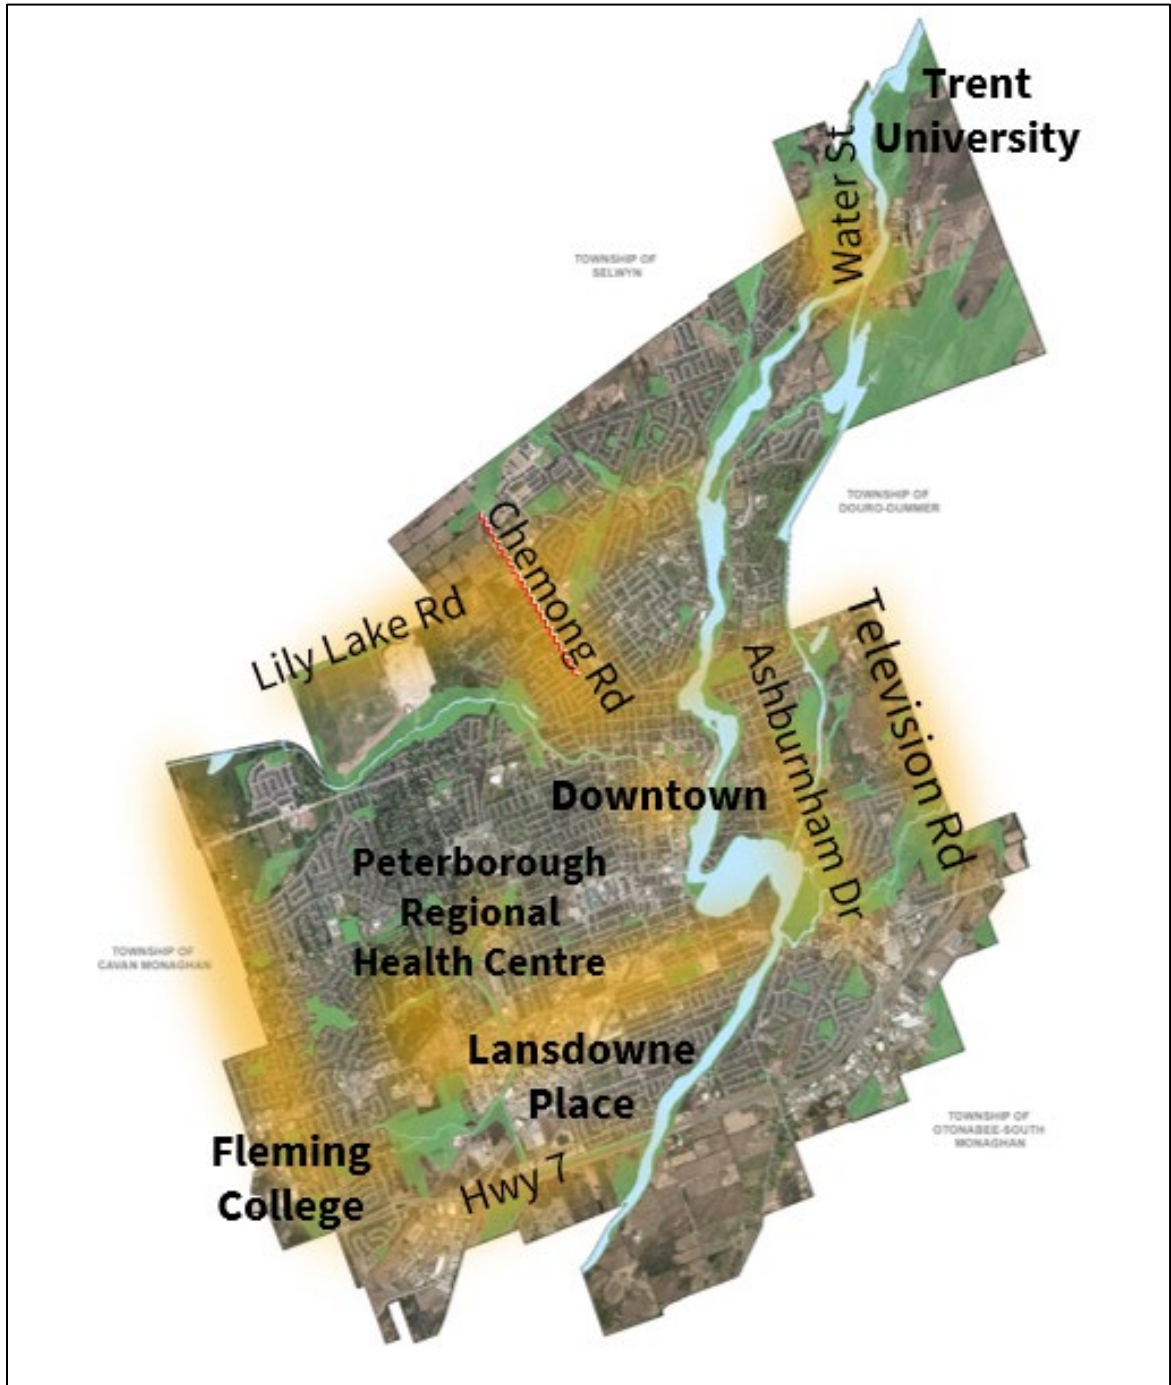 Trent
University
Water St
TOWNSHIP OF
SELWYN
TOWNSHIP OF
DOURO-DUMMER
Chemong Rd
Lily Lake Rd
Television Rd
Ashburnham Dr
Downtown
Peterborough
Regional
Health Centre
TOWNSHIP OF
CAVAN MONAGHAN
Lansdowne
Place
TOWNSHIP OF
OTONABEE-SOUTH
MONAGHAN
Fleming
College
Hwy 7